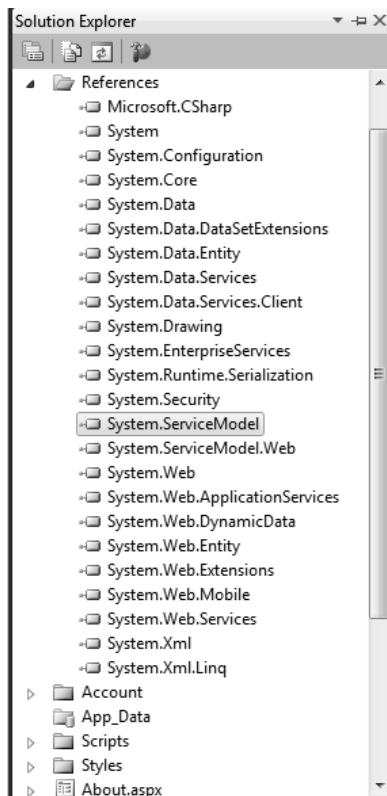 Solution Explorer
References
Microsoft.CSharp
System
System.Configuration
System.Core
System.Data
System.Data.DataSetExtensions
System.Data.Entity
System.Data.Services
System.Data.Services.Client
System.Drawing
System.EnterpriseServices
System.Runtime.Serialization
System.Security
System.ServiceModel
System.ServiceModel.Web
System.Web
System.Web.ApplicationServices
System.Web.DynamicData
System.Web.Entity
System.Web.Extensions
System.Web.Mobile
System.Web.Services
System.Xml
System.Xml.Linq
Account
App_Data
Scripts
Styles
About.aspx